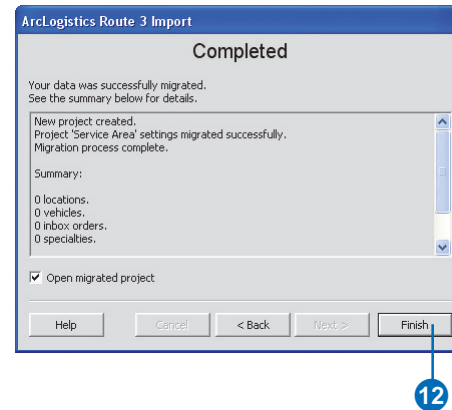 ArcLogistics Route 3 Import
Completed
Your data was successfully migrated.
See the summary below for details.
New project created.
Project 'Service Area' settings migrated successfully.
Migration process complete.
Summary:
0 locations.
0 vehicles.
0 inbox orders.
0 specialties.
Open migrated project
Help Cancel < Back Next > Finish
12